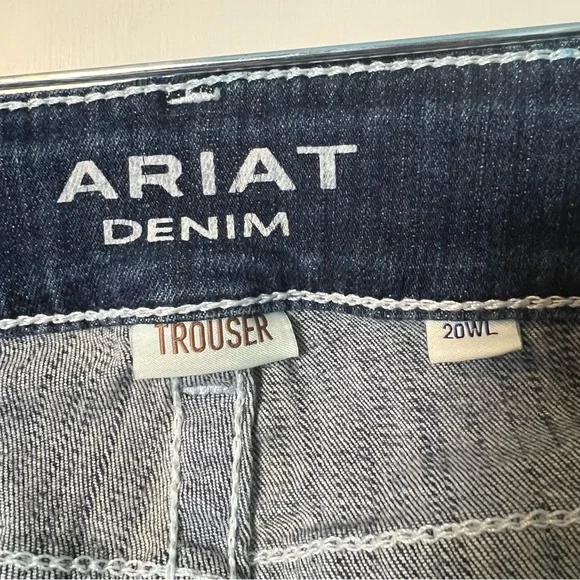 ARIAT
DENIM
TROUSER
20WL